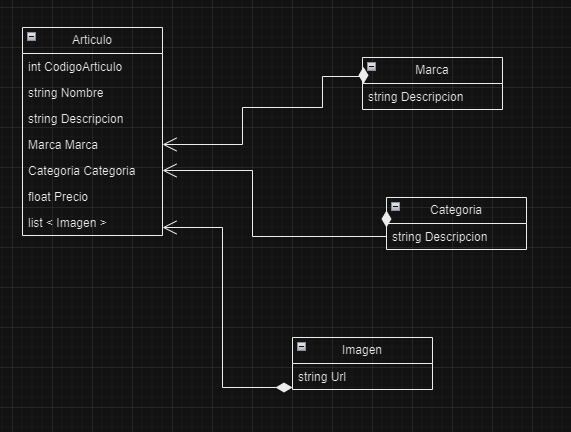 Articulo
int CodigoArticulo
string Nombre
string Descripcion
Marca Marca
Categoria Categoria
float Precio
list < Imagen >
Marca
string Descripcion
Categoria
string Descripcion
Imagen
string Url